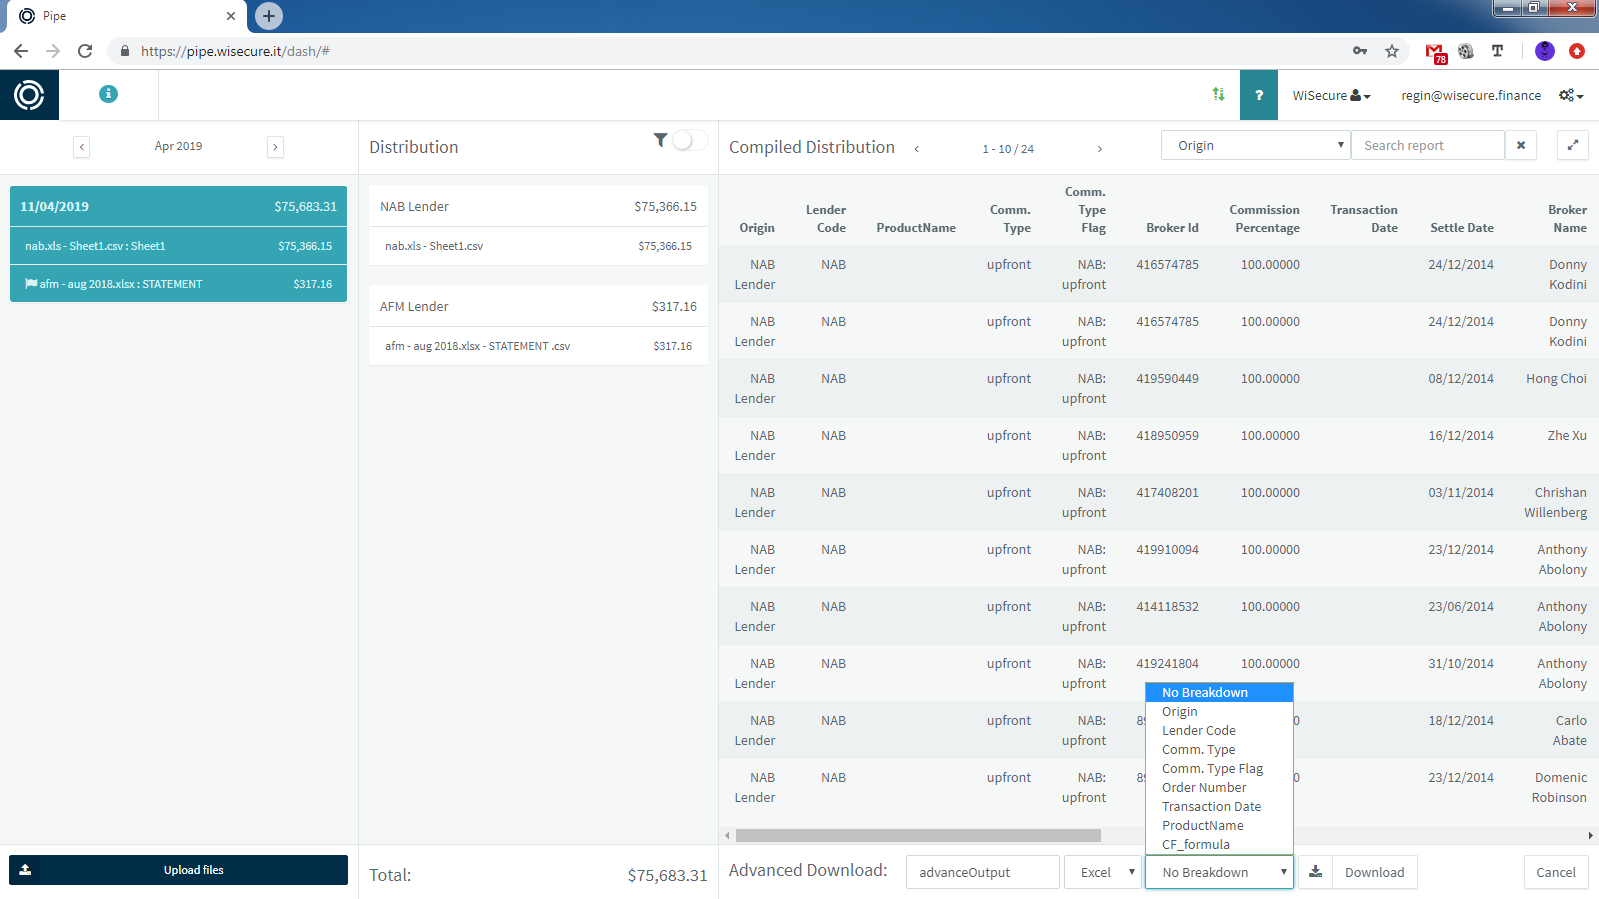 Pipe
https://pipe.wisecure.it/dash/#
78
T
i
?
WiSecure
regin@wisecure.finance
Apr 2019
Distribution
Compiled Distribution
1 - 10 / 24
Origin
Search report
11/04/2019 $75,683.31
nab.xls - Sheet1.csv : Sheet1 $75,366.15
afm - aug 2018.xlsx : STATEMENT $317.16
NAB Lender $75,366.15
nab.xls - Sheet1.csv $75,366.15
AFM Lender $317.16
afm - aug 2018.xlsx - STATEMENT .csv $317.16
Origin Lender Code ProductName Comm. Type Comm. Type Flag Broker Id Commission Percentage Transaction Date Settle Date Broker Name
NAB Lender NAB upfront NAB: upfront 416574785 100.00000 24/12/2014 Donny Kodini
NAB Lender NAB upfront NAB: upfront 416574785 100.00000 24/12/2014 Donny Kodini
NAB Lender NAB upfront NAB: upfront 419590449 100.00000 08/12/2014 Hong Choi
NAB Lender NAB upfront NAB: upfront 418950959 100.00000 16/12/2014 Zhe Xu
NAB Lender NAB upfront NAB: upfront 417408201 100.00000 03/11/2014 Chrishan Willenberg
NAB Lender NAB upfront NAB: upfront 419910094 100.00000 23/12/2014 Anthony Abolony
NAB Lender NAB upfront NAB: upfront 414118532 100.00000 23/06/2014 Anthony Abolony
NAB Lender NAB upfront NAB: upfront 419241804 100.00000 31/10/2014 Anthony Abolony
NAB Lender NAB upfront NAB: upfront 8 0 18/12/2014 Carlo Abate
NAB Lender NAB upfront NAB: upfront 8 0 23/12/2014 Domenic Robinson
No Breakdown
Origin
Lender Code
Comm. Type
Comm. Type Flag
Order Number
Transaction Date
ProductName
CF_formula
Upload files
Total: $75,683.31
Advanced Download:
advanceOutput
Excel
No Breakdown
Download
Cancel